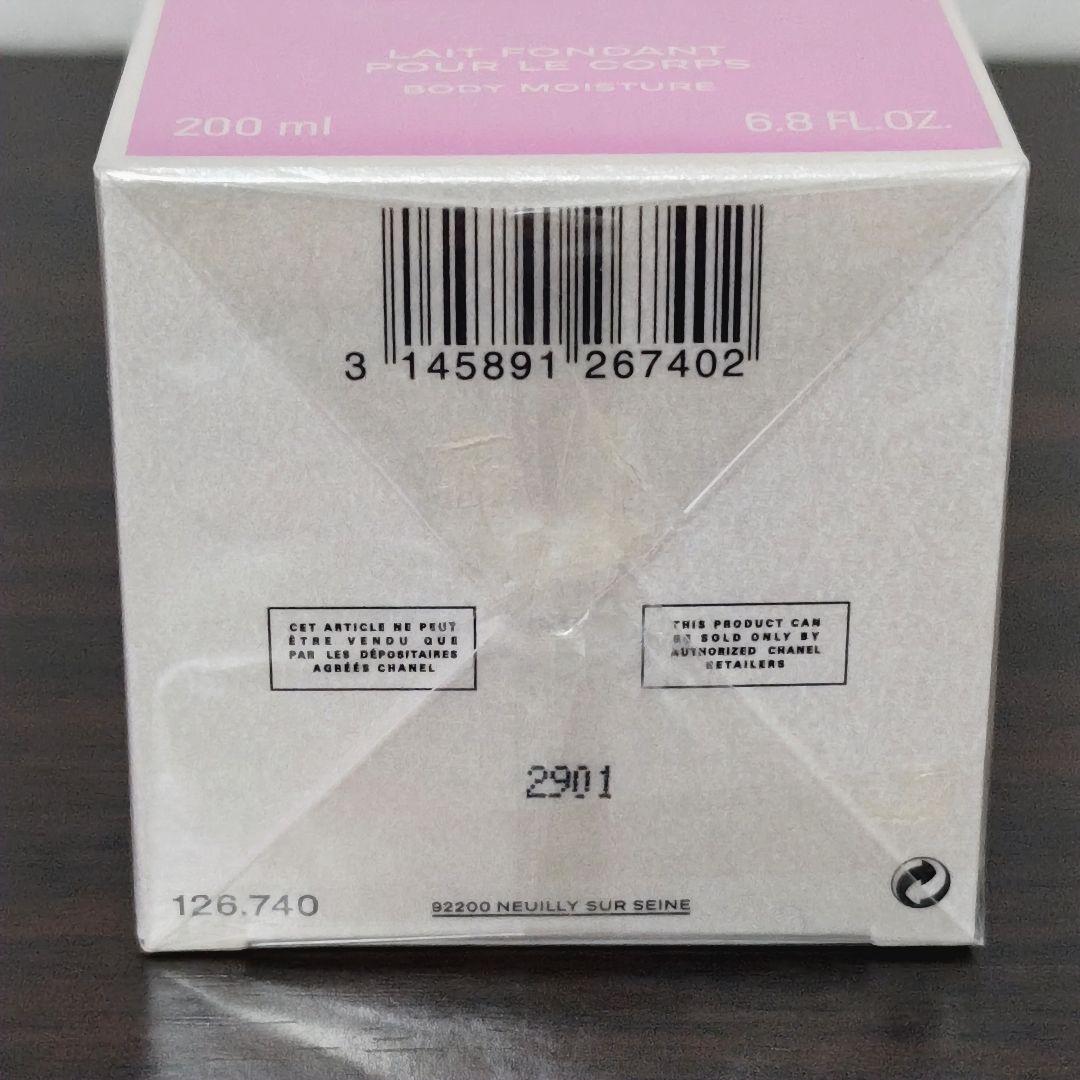 LAIT FONDANT
POUR LE CORPS
BODY MOISTURE
200 ml
6.8 FL.OZ.
3 145891 267402
CET ARTICLE NE PEUT
ÊTRE VENDU QUE
PAR LES DÉPOSITAIRES
AGRÉÉS CHANEL
THIS PRODUCT CAN
BE SOLD ONLY BY
AUTHORIZED CHANEL
RETAILERS
2901
126.740
92200 NEUILLY SUR SEINE